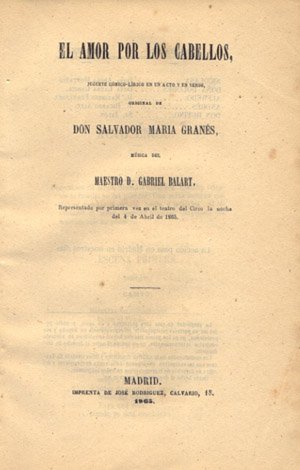 EL AMOR POR LOS CABELLOS,
JUGUETE CÓMICO-LÍRICO EN UN ACTO Y EN VERSO,
ORIGINAL DE
DON SALVADOR MARIA GRANÉS,
MÚSICA DEL
MAESTRO D. GABRIEL BALART.
Representado por primera vez en el teatro del Circo la noche
del 4 de Abril de 1865.
MADRID.
IMPRENTA DE JOSÉ RODRIGUEZ, CALVARIO, 18.
1865.